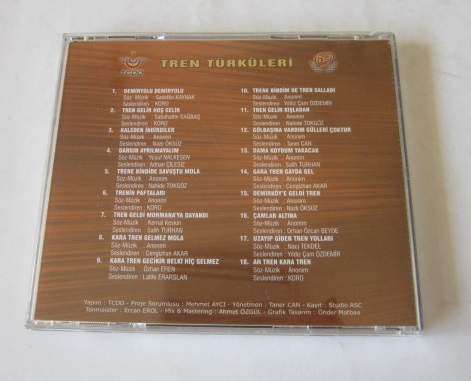 TCDD
TREN TÜRKÜLERİ
1. DEMİRYOLU DEMİRYOLU
Söz-Müzik : Sadettin KAYNAK
Seslendiren : KORO
2. TREN GELİR HOŞ GELİR
Söz-Müzik : Salahattin SAĞBAŞ
Seslendiren : KORO
3. KALEDEN İNDİRDİLER
Söz-Müzik : Anonim
Seslendiren : Nazlı ÖKSÜZ
4. DARGIN AYRILMAYALIM
Söz-Müzik : Yusuf NALKESEN
Seslendiren : Adnan ÇİLESİZ
5. TRENE BİNDİDE SAVUŞTU MOLA
Söz-Müzik : Anonim
Seslendiren : Nahide TOKGÖZ
6. TRENİN PAFTALARI
Söz-Müzik : Anonim
Seslendiren : KORO
7. TREN GELDİ MORMANA'YA DAYANDI
Söz-Müzik : Kemal Keskin
Seslendiren : Salih TURHAN
8. KARA TREN GELMEZ MOLA
Söz-Müzik : Anonim
Seslendiren : Cengizhan AKAR
9. KARA TREN GECİKİR BELKİ HİÇ GELMEZ
Söz-Müzik : Özhan EREN
Seslendiren : Latife ERARSLAN
10. TRENE BİNDİM DE TREN SALLADI
Söz-Müzik : Anonim
Seslendiren : Yıldız Çam ÖZDEMİR
11. TREN GELİR KIŞLADAN
Söz-Müzik : Anonim
Seslendiren : Nahide TOKGÖZ
12. GÖLBAŞINA VARDIM GÜLLERİ ÇOKTUR
Söz-Müzik : Anonim
Seslendiren : Taner CAN
13. DAMA KOYDUM YAKACAK
Söz-Müzik : Anonim
Seslendiren : Salih TURHAN
14. GARA TREN GAYDA GEL
Söz-Müzik : Anonim
Seslendiren : Cengizhan AKAR
15. DEMİRKÖY'E GELDİ TREN
Söz-Müzik : Anonim
Seslendiren : Nazlı ÖKSÜZ
16. ÇAMLAR ALTINA
Söz-Müzik : Anonim
Seslendiren : Orhan Özcan BEYDE
17. UZAYIP GİDEN TREN YOLLARI
Söz-Müzik : Naci TEKDEL
Seslendiren : Yıldız Çam ÖZDEMİR
18. AH TREN KARA TREN
Söz-Müzik : Anonim
Seslendiren : KORO
Yapım : TCDD - Proje Sorumlusu : Mehmet AYCI - Yönetmen : Taner CAN - Kayıt : Studio ASC
Tonmaister : Ercan EROL - Mix & Mastering : Ahmet ÖZGÜL - Grafik Tasarım : Önder Matbaa